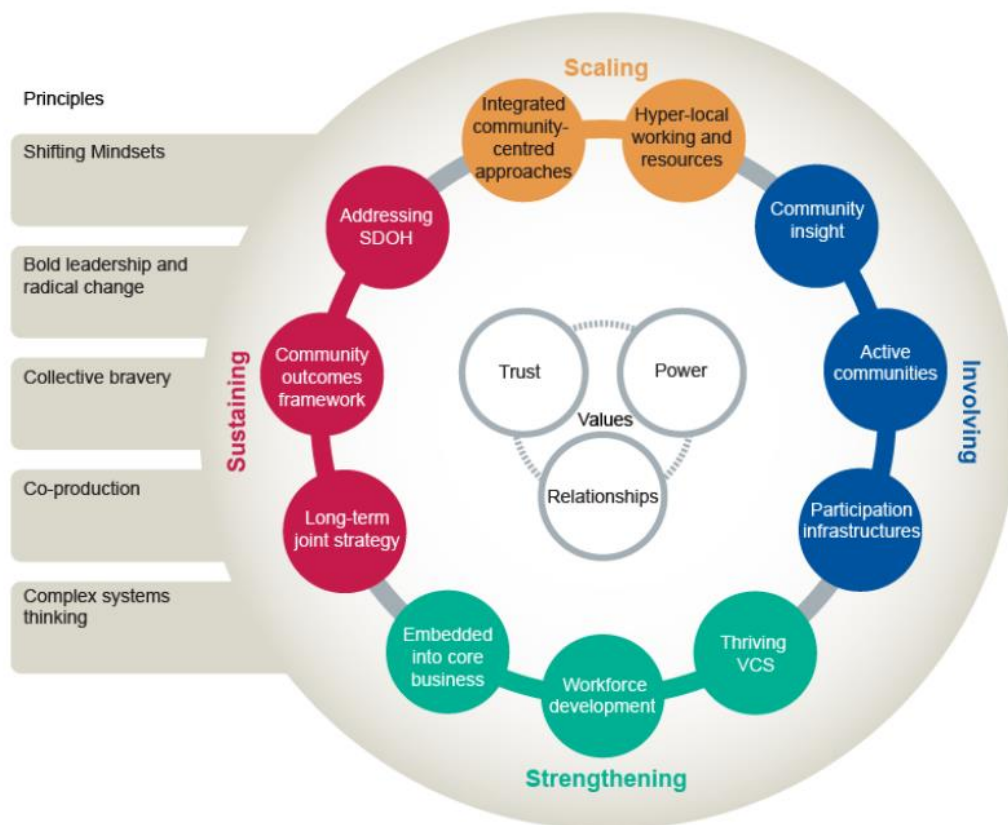 Principles
Shifting Mindsets
Bold leadership and
radical change
Collective bravery
Co-production
Complex systems
thinking
Scaling
Integrated
community-
centred
approaches
Hyper-local
working and
resources
Involving
Community
insight
Active
communities
Participation
infrastructures
Strengthening
Thriving
VCS
Workforce
development
Embedded
into core
business
Sustaining
Long-term
joint strategy
Community
outcomes
framework
Addressing
SDOH
Values
Trust
Power
Relationships